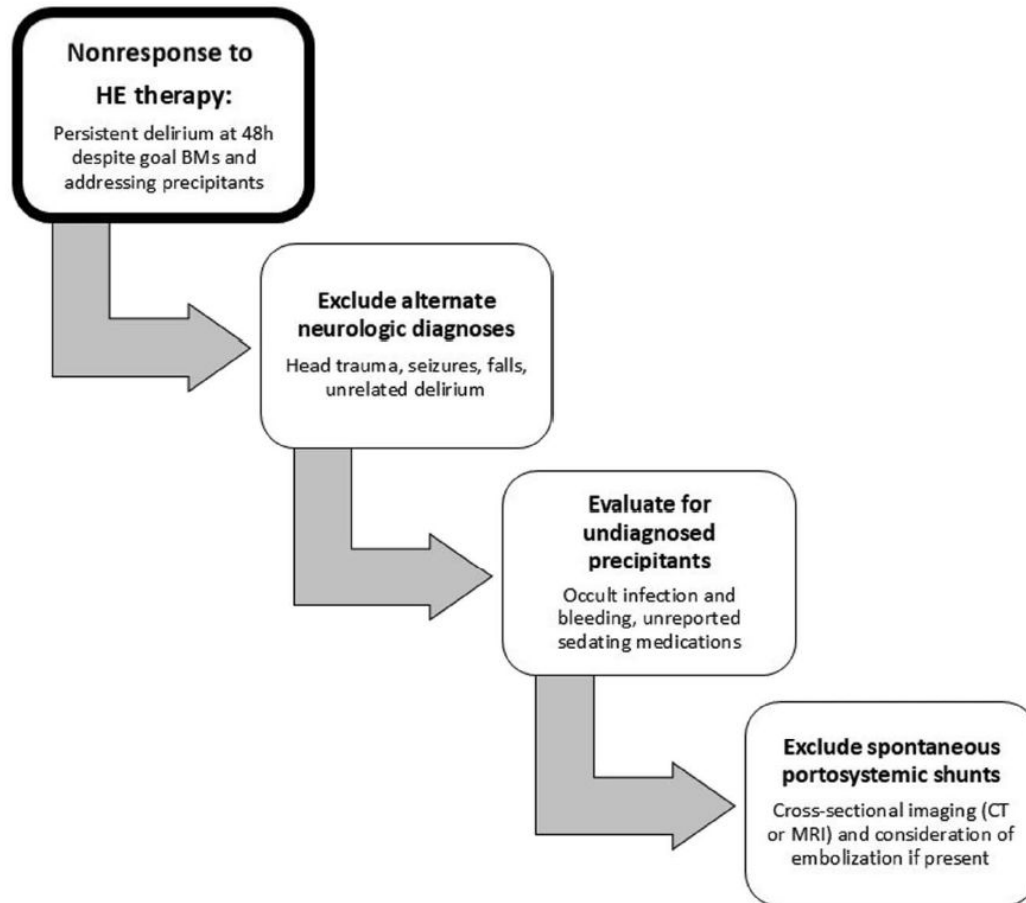 Nonresponse to
HE therapy:
Persistent delirium at 48h
despite goal BMs and
addressing precipitants
Exclude alternate
neurologic diagnoses
Head trauma, seizures, falls,
unrelated delirium
Evaluate for
undiagnosed
precipitants
Occult infection and
bleeding, unreported
sedating medications
Exclude spontaneous
portosystemic shunts
Cross-sectional imaging (CT
or MRI) and consideration of
embolization if present